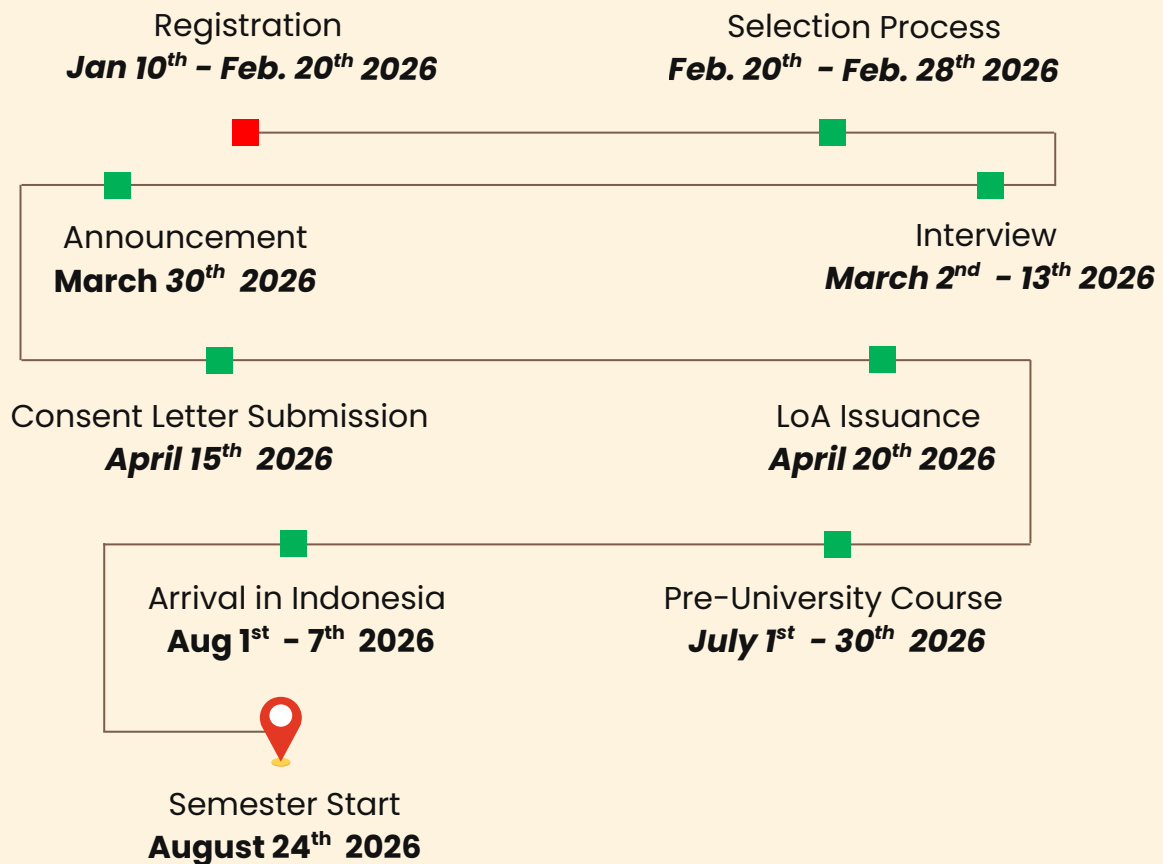 Registration
Jan 10th – Feb. 20th 2026
Selection Process
Feb. 20th – Feb. 28th 2026
Interview
March 2nd – 13th 2026
Announcement
March 30th 2026
Consent Letter Submission
April 15th 2026
LoA Issuance
April 20th 2026
Pre-University Course
July 1st – 30th 2026
Arrival in Indonesia
Aug 1st – 7th 2026
Semester Start
August 24th 2026